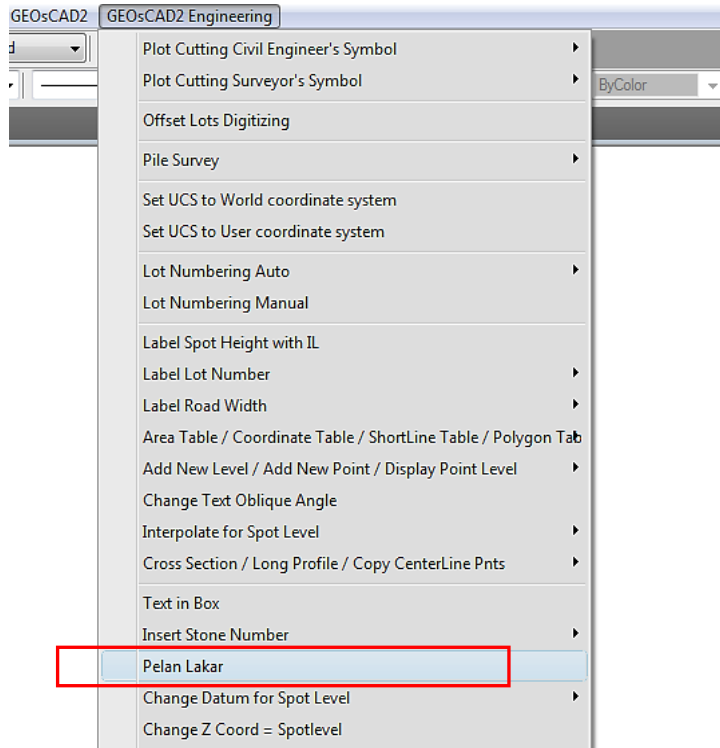 GEOsCAD2 GEOsCAD2 Engineering
Plot Cutting Civil Engineer's Symbol
Plot Cutting Surveyor's Symbol
ByColor
Offset Lots Digitizing
Pile Survey
Set UCS to World coordinate system
Set UCS to User coordinate system
Lot Numbering Auto
Lot Numbering Manual
Label Spot Height with IL
Label Lot Number
Label Road Width
Area Table / Coordinate Table / ShortLine Table / Polygon Tab
Add New Level / Add New Point / Display Point Level
Change Text Oblique Angle
Interpolate for Spot Level
Cross Section / Long Profile / Copy CenterLine Pnts
Text in Box
Insert Stone Number
Pelan Lakar
Change Datum for Spot Level
Change Z Coord = Spotlevel